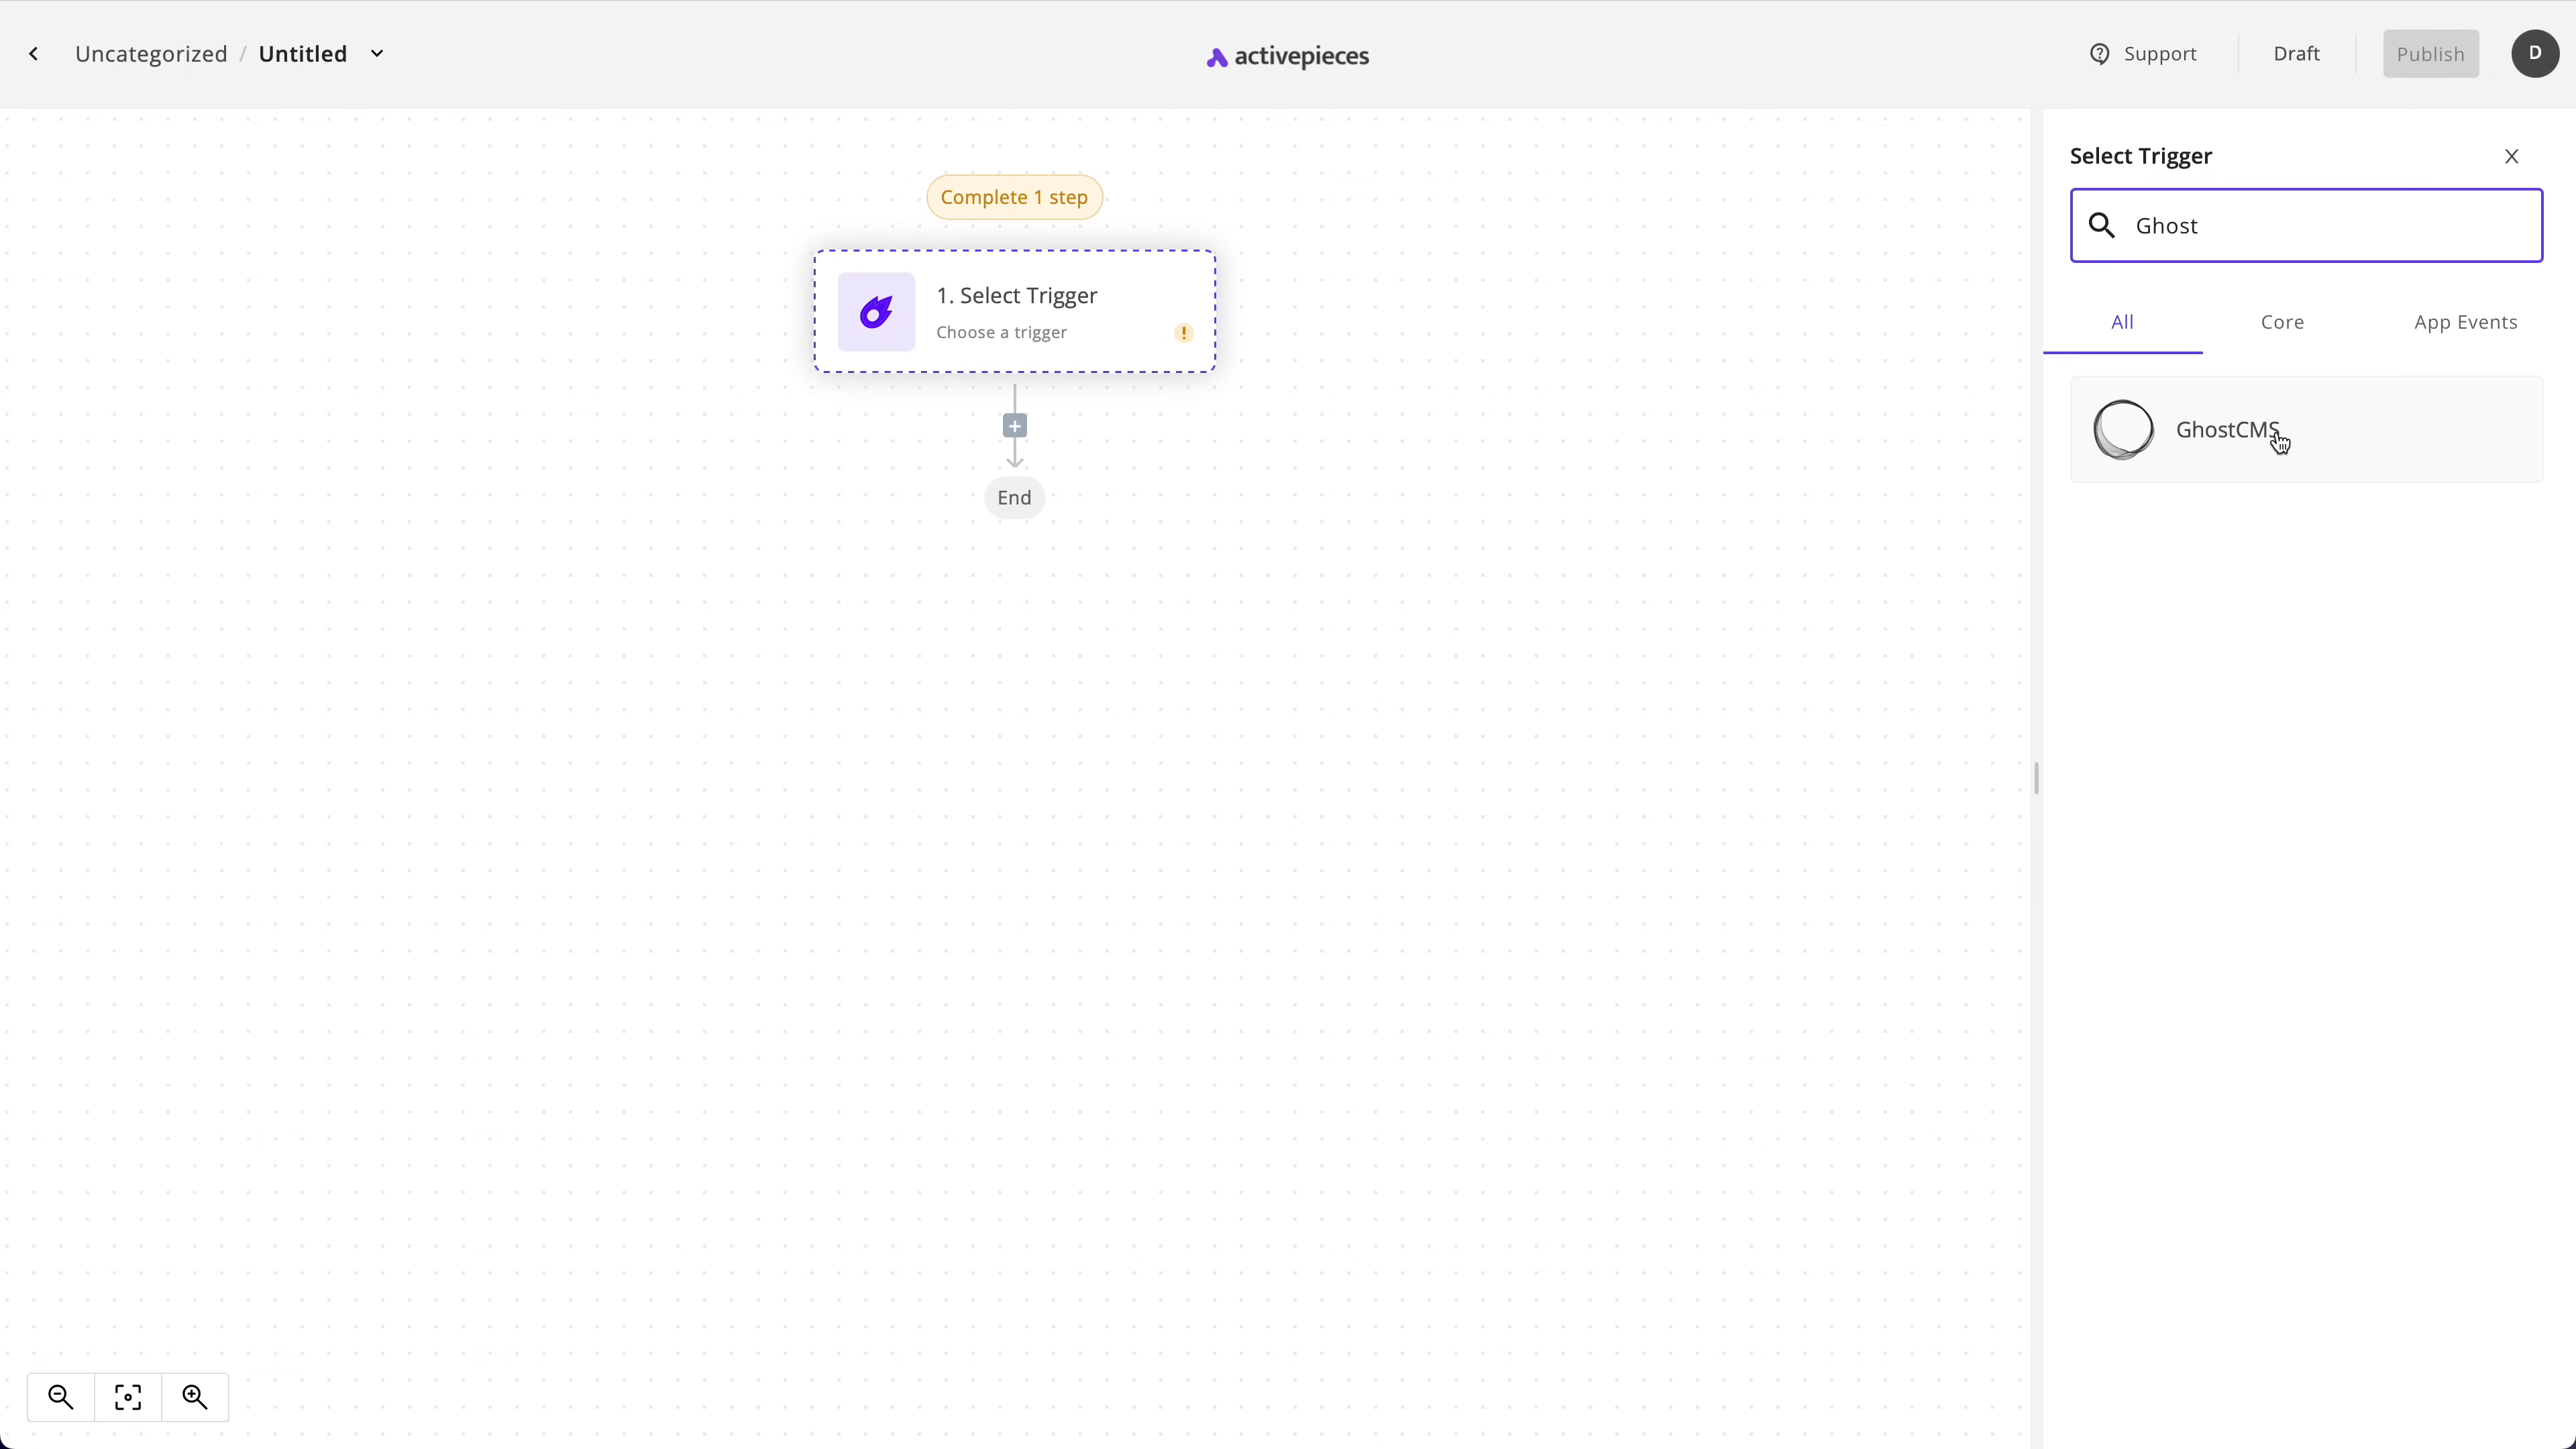 Uncategorized / Untitled
activepieces
Support
Draft
Publish
D
Complete 1 step
1. Select Trigger
Choose a trigger
!
End
Select Trigger
Ghost
All
Core
App Events
GhostCMS